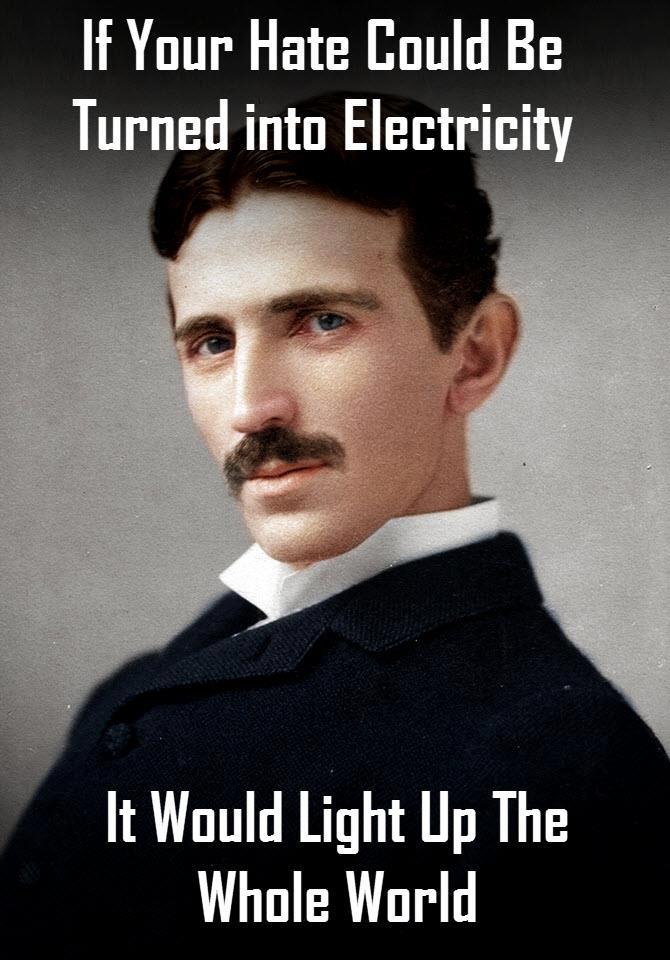 If Your Hate Could Be
Turned into Electricity
It Would Light Up The
Whole World